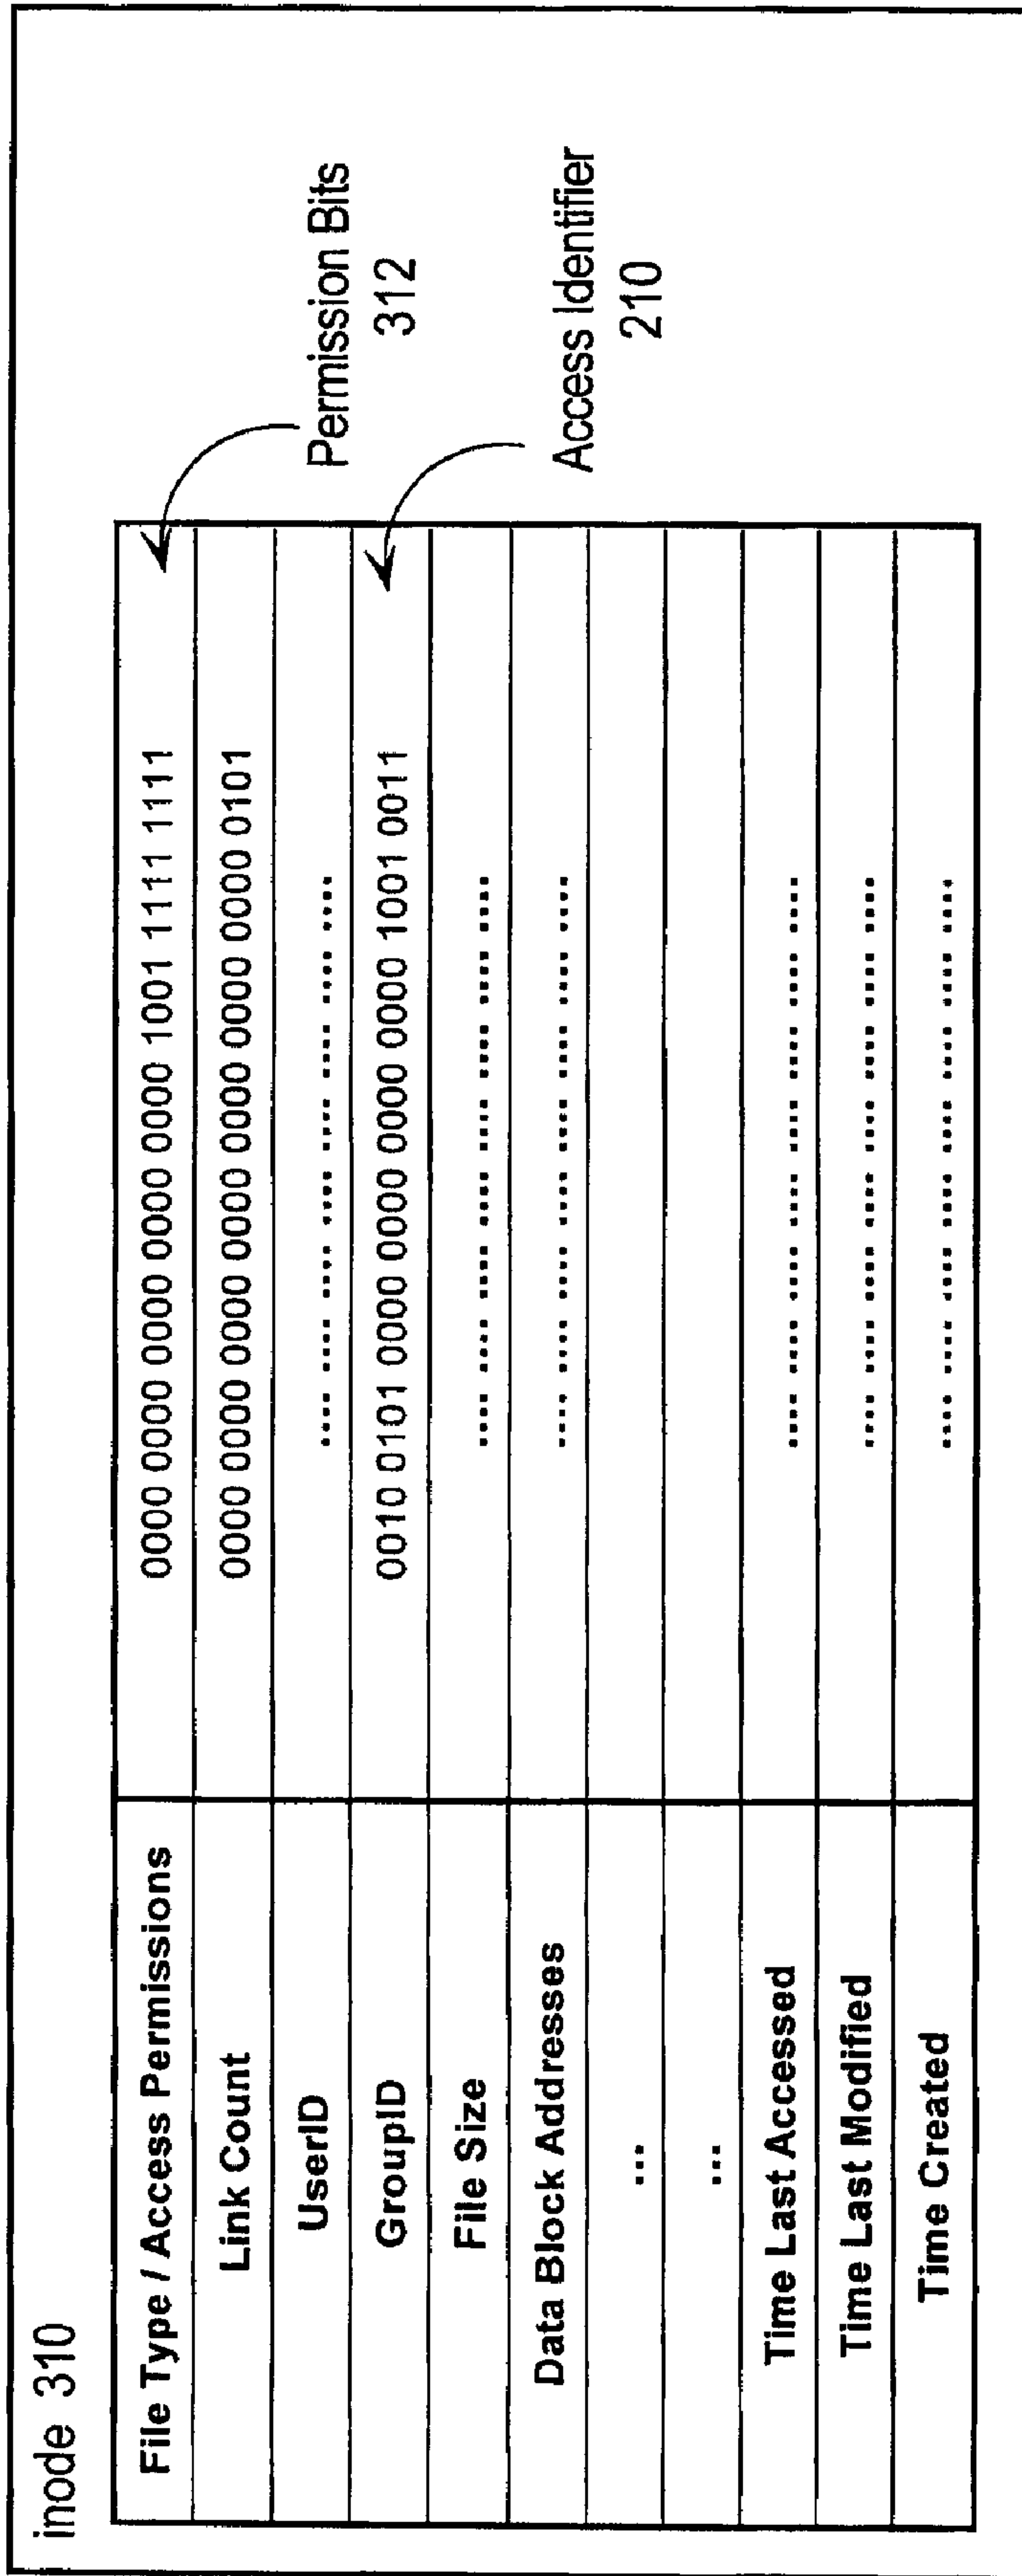 inode 310
File Type / Access Permissions 0000 0000 0000 0000 0000 1001 1111 1111
Link Count 0000 0000 0000 0000 0000 0000 0000 0101
UserID .... .... .... .... .... .... .... ....
GroupID 0010 0101 0000 0000 0000 0000 1001 0011
File Size .... .... .... .... .... .... .... ....
Data Block Addresses .... .... .... .... .... .... .... ....
...
...
Time Last Accessed .... .... .... .... .... .... .... ....
Time Last Modified .... .... .... .... .... .... .... ....
Time Created .... .... .... .... .... .... .... ....
Permission Bits
312
Access Identifier
210